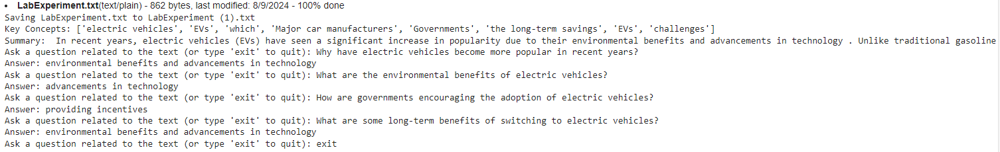 • LabExperiment.txt(text/plain) - 862 bytes, last modified: 8/9/2024 - 100% done
Saving LabExperiment.txt to LabExperiment (1).txt
Key Concepts: ['electric vehicles', 'EVs', 'which', 'Major car manufacturers', 'Governments', 'the long-term savings', 'EVs', 'challenges']
Summary:  In recent years, electric vehicles (EVs) have seen a significant increase in popularity due to their environmental benefits and advancements in technology . Unlike traditional gasoline
Ask a question related to the text (or type 'exit' to quit): Why have electric vehicles become more popular in recent years?
Answer: environmental benefits and advancements in technology
Ask a question related to the text (or type 'exit' to quit): What are the environmental benefits of electric vehicles?
Answer: advancements in technology
Ask a question related to the text (or type 'exit' to quit): How are governments encouraging the adoption of electric vehicles?
Answer: providing incentives
Ask a question related to the text (or type 'exit' to quit): What are some long-term benefits of switching to electric vehicles?
Answer: environmental benefits and advancements in technology
Ask a question related to the text (or type 'exit' to quit): exit